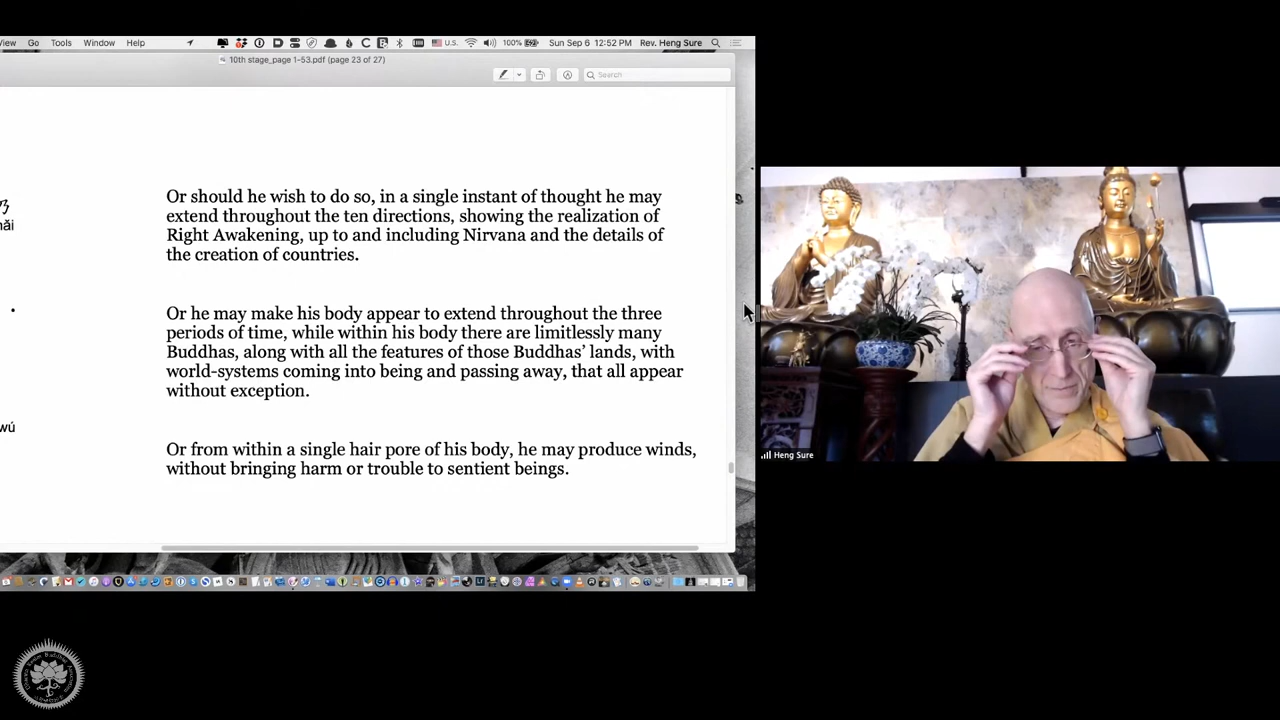 View Go Tools Window Help U.S. 100% Sun Sep 6 12:52 PM Rev. Heng Sure
10th stage_page 1-53.pdf (page 23 of 27)
Search
Or should he wish to do so, in a single instant of thought he may
extend throughout the ten directions, showing the realization of
Right Awakening, up to and including Nirvana and the details of
the creation of countries.
Or he may make his body appear to extend throughout the three
periods of time, while within his body there are limitlessly many
Buddhas, along with all the features of those Buddhas’ lands, with
world-systems coming into being and passing away, that all appear
without exception.
Or from within a single hair pore of his body, he may produce winds,
without bringing harm or trouble to sentient beings.
wú
Heng Sure